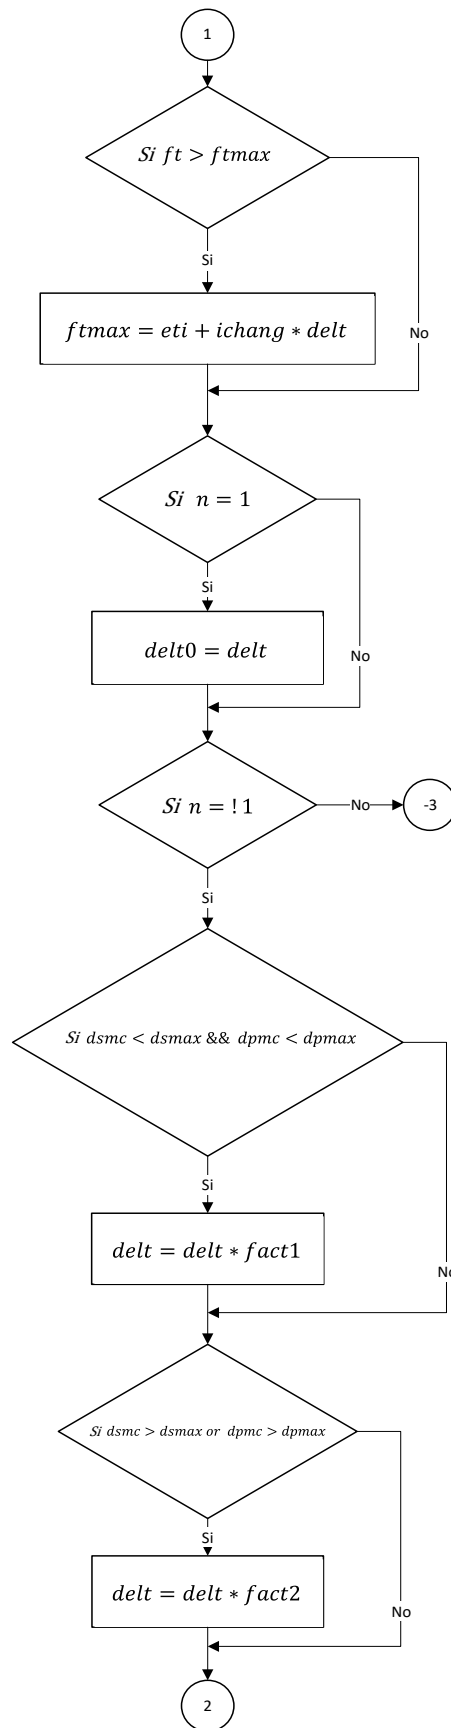 1
Si ft > ftmax
Si
ftmax = eti + ichang * delt
No
Si n = 1
Si
delt0 = delt
No
Si n = ! 1
No
-3
Si
Si dsmc < dsmax && dpmc < dpmax
Si
delt = delt * fact1
No
Si dsmc > dsmax or dpmc > dpmax
Si
delt = delt * fact2
No
2